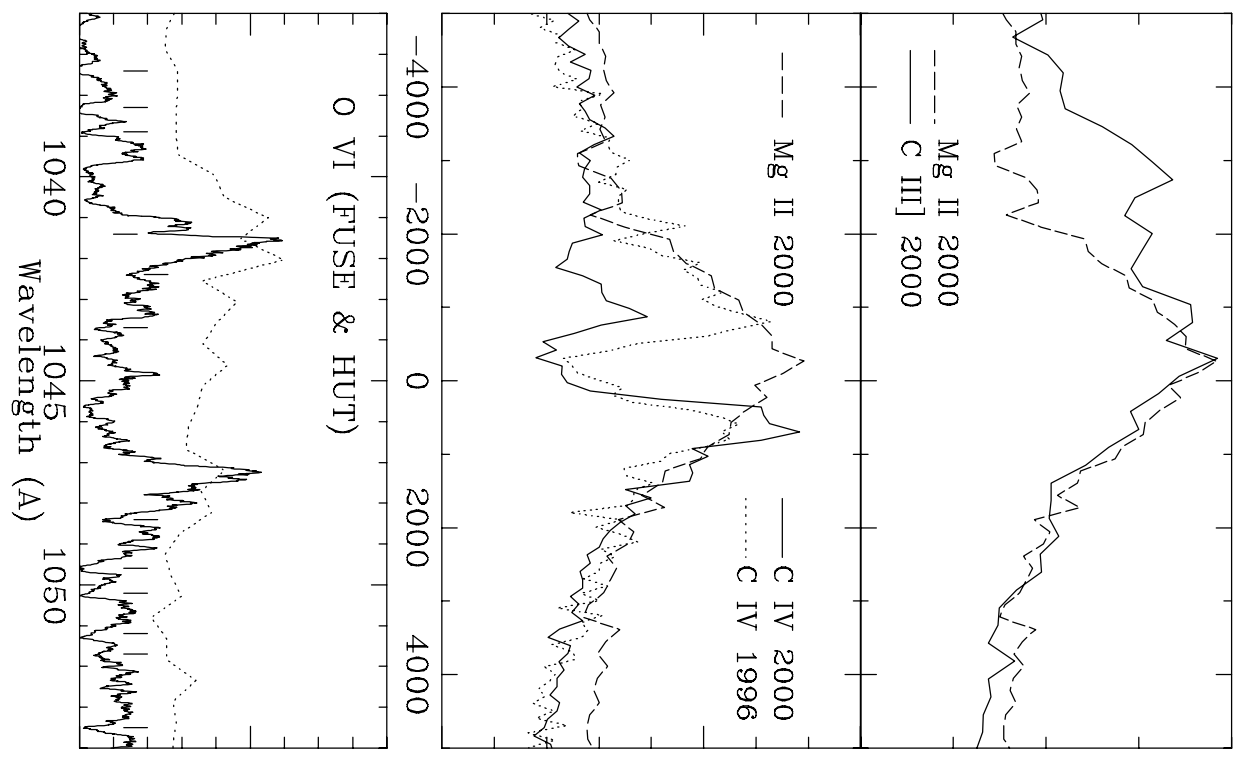 Mg II 2000
C III] 2000
Mg II 2000
C IV 2000
C IV 1996
−4000 −2000 0 2000 4000
O VI (FUSE & HUT)
1040 1045 1050
Wavelength (A)